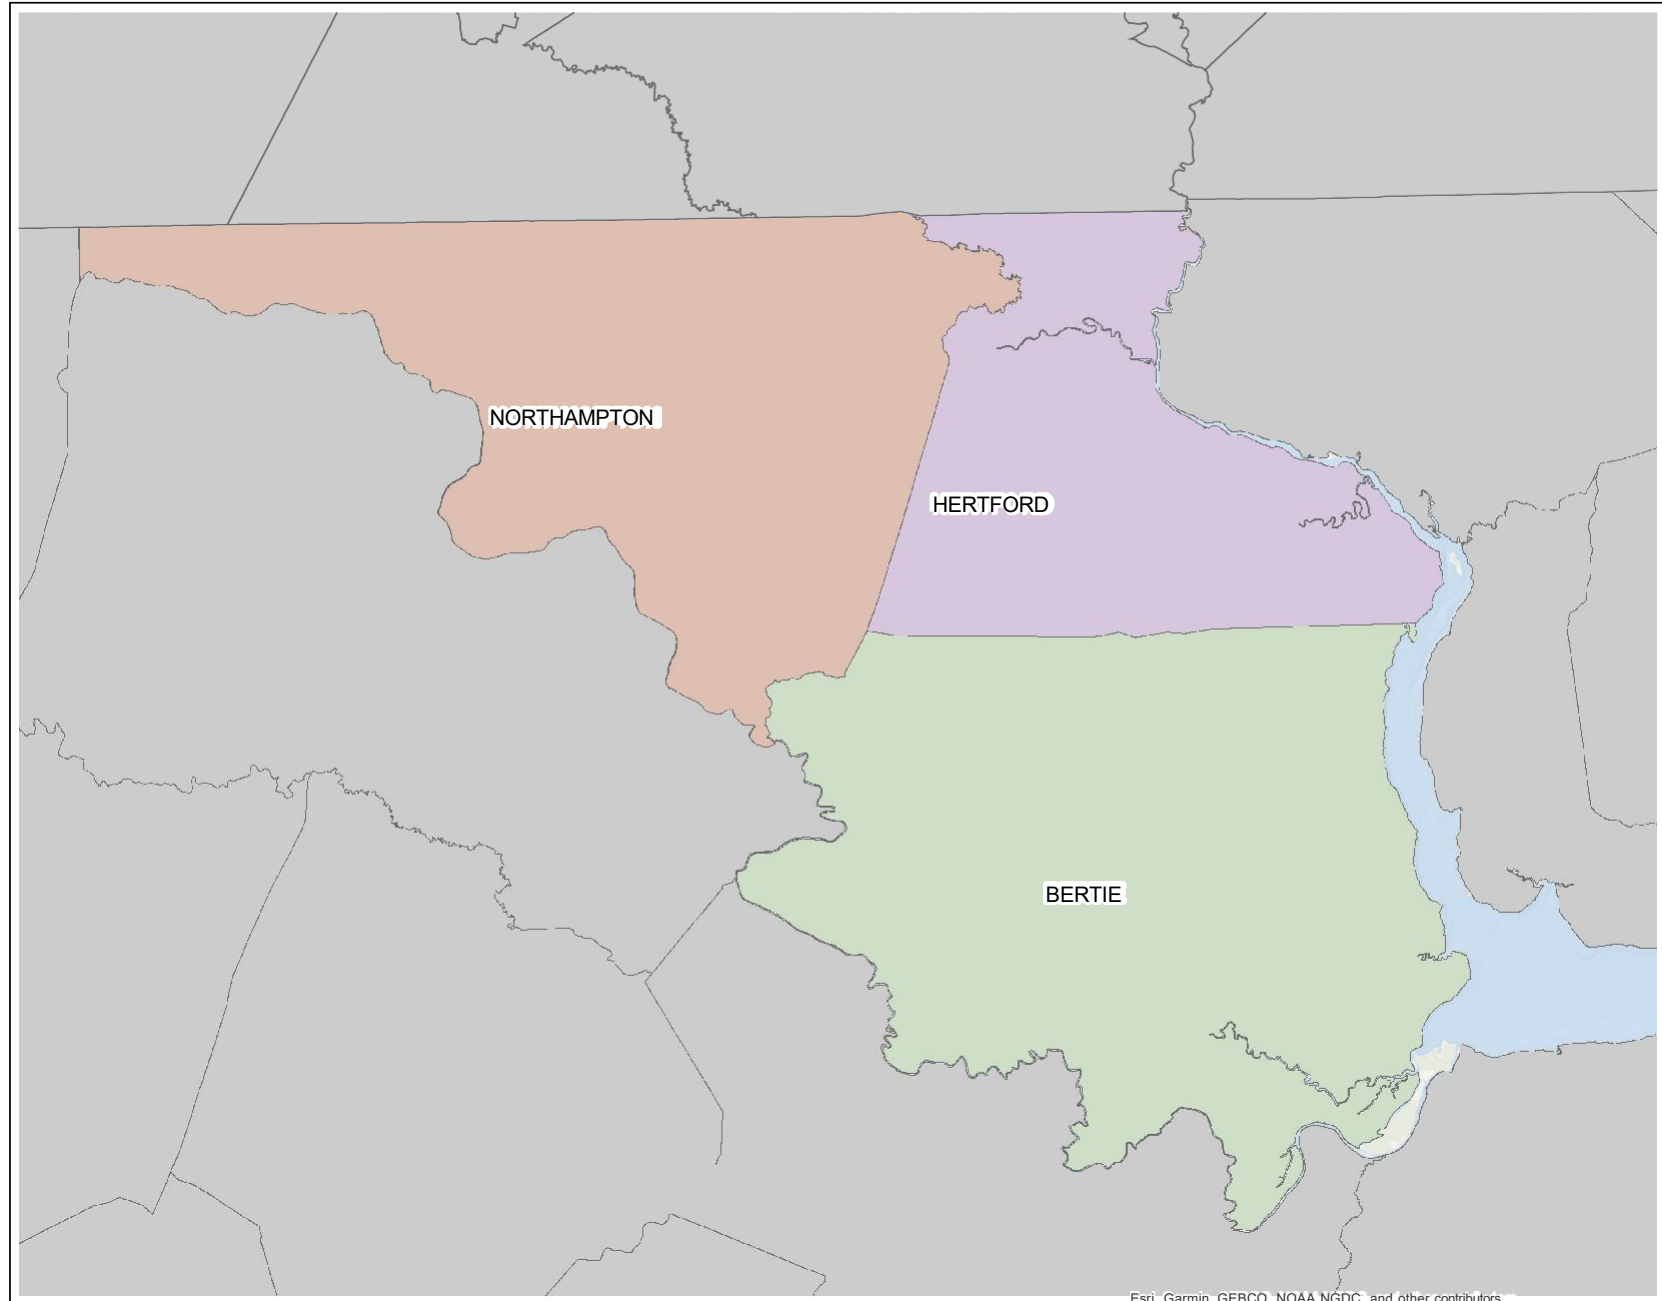 NORTHAMPTON
HERTFORD
BERTIE
Esri, Garmin, GEBCO, NOAA NGDC, and other contributors